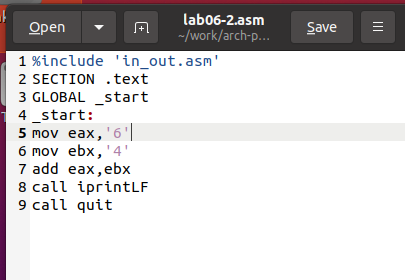 Open
lab06-2.asm
~/work/arch-p...
Save
1 %include 'in_out.asm'
2 SECTION .text
3 GLOBAL _start
4 _start:
5 mov eax,'6'
6 mov ebx,'4'
7 add eax,ebx
8 call iprintLF
9 call quit